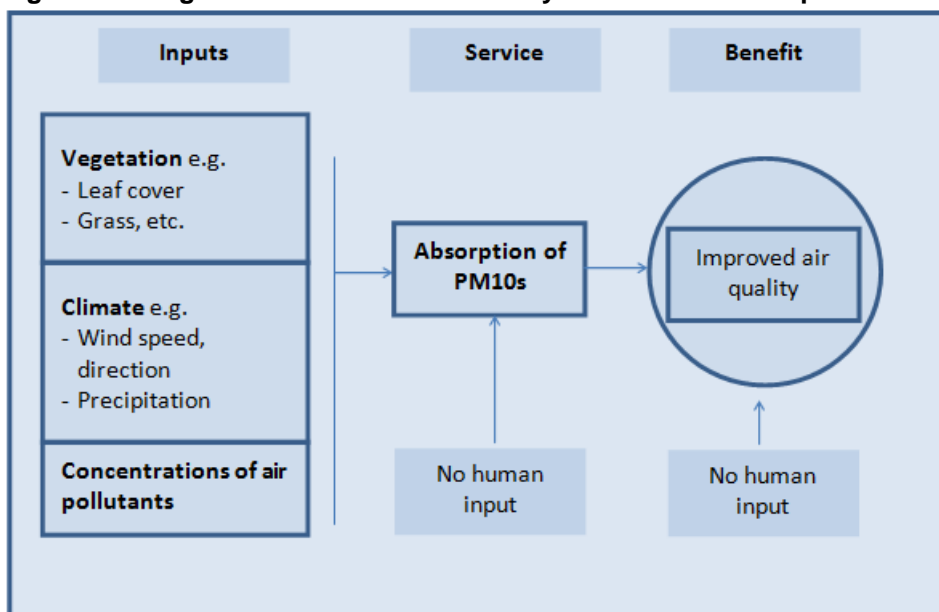 Inputs
Service
Benefit
Vegetation e.g.
- Leaf cover
- Grass, etc.
Climate e.g.
- Wind speed,
direction
- Precipitation
Concentrations of air
pollutants
Absorption of
PM10s
No human
input
Improved air
quality
No human
input